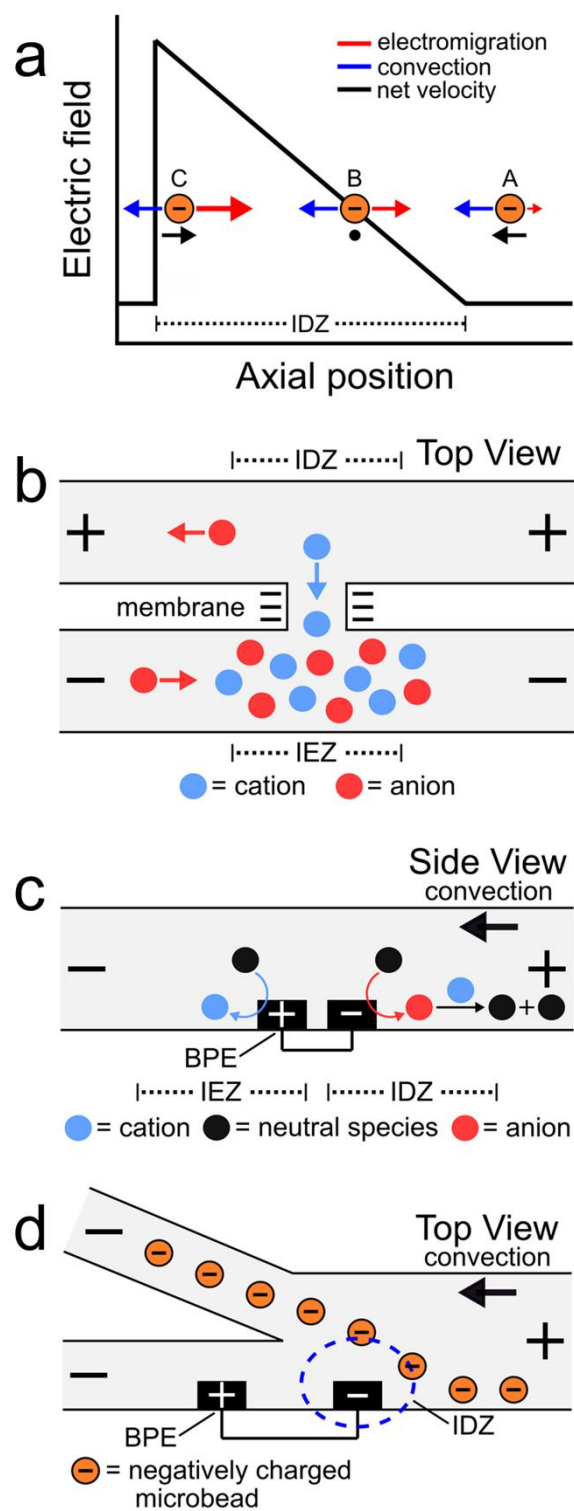 a
electromigration
convection
net velocity
Electric field
C
B
A
−
−
−
IDZ
Axial position
b
IDZ
Top View
+
+
membrane
−
−
IEZ
= cation
= anion
c
Side View
convection
−
+
+
−
+
BPE
IEZ
IDZ
= cation
= neutral species
= anion
d
Top View
convection
−
+
−
+
−
BPE
IDZ
= negatively charged
microbead